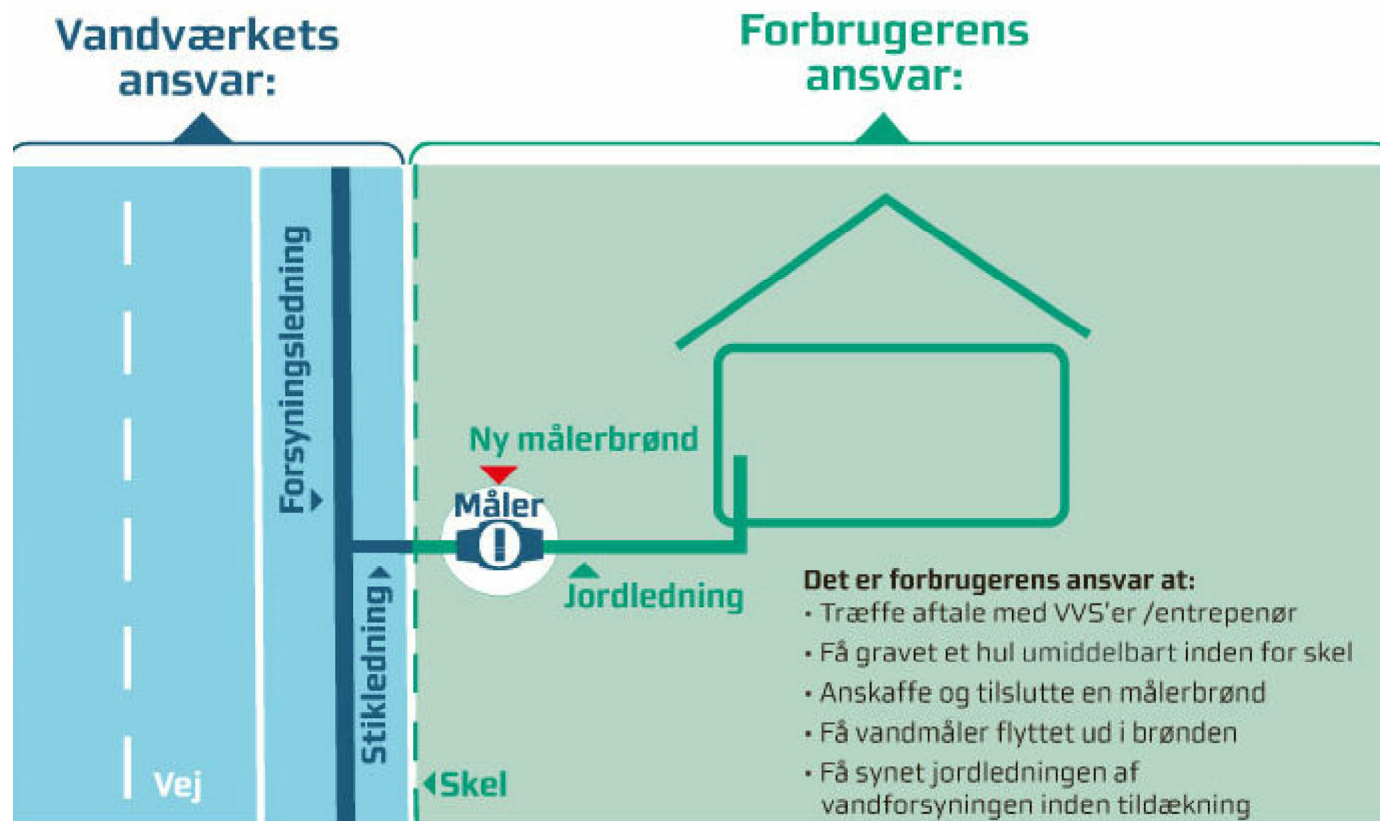 Vandværkets
ansvar:
Forbrugerens
ansvar:
Forsyningsledning
Ny målerbrønd
Måler
Jordledning
Stikledning
Vej
Skel
Det er forbrugerens ansvar at:
• Træffe aftale med VVS'er /entrepenør
• Få gravet et hul umiddelbart inden for skel
• Anskaffe og tilslutte en målerbrønd
• Få vandmåler flyttet ud i brønden
• Få synet jordledningen af
vandforsyningen inden tildækning